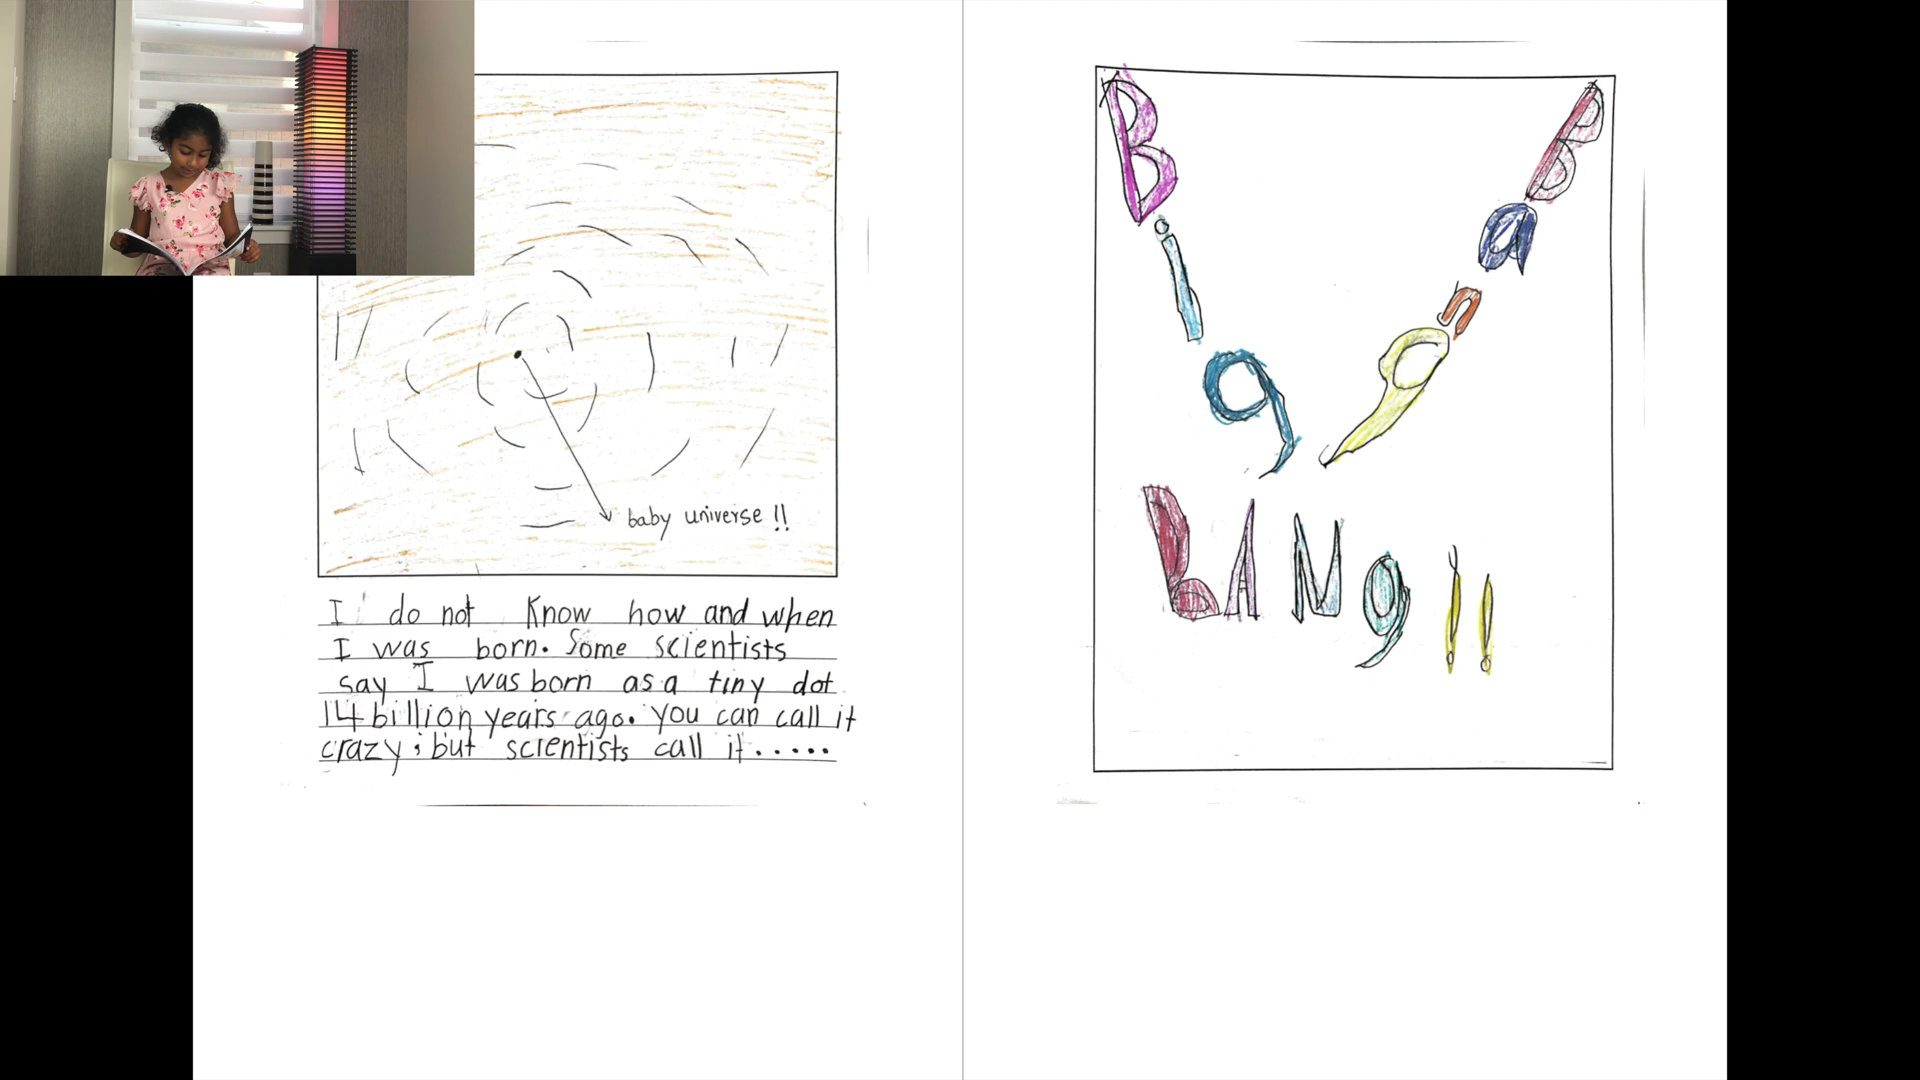 baby universe !!
I do not know how and when
I was born. Some scientists
say I was born as a tiny dot
14 billion years ago. You can call it
crazy; but scientists call it.....
Big Bang
bANg !!